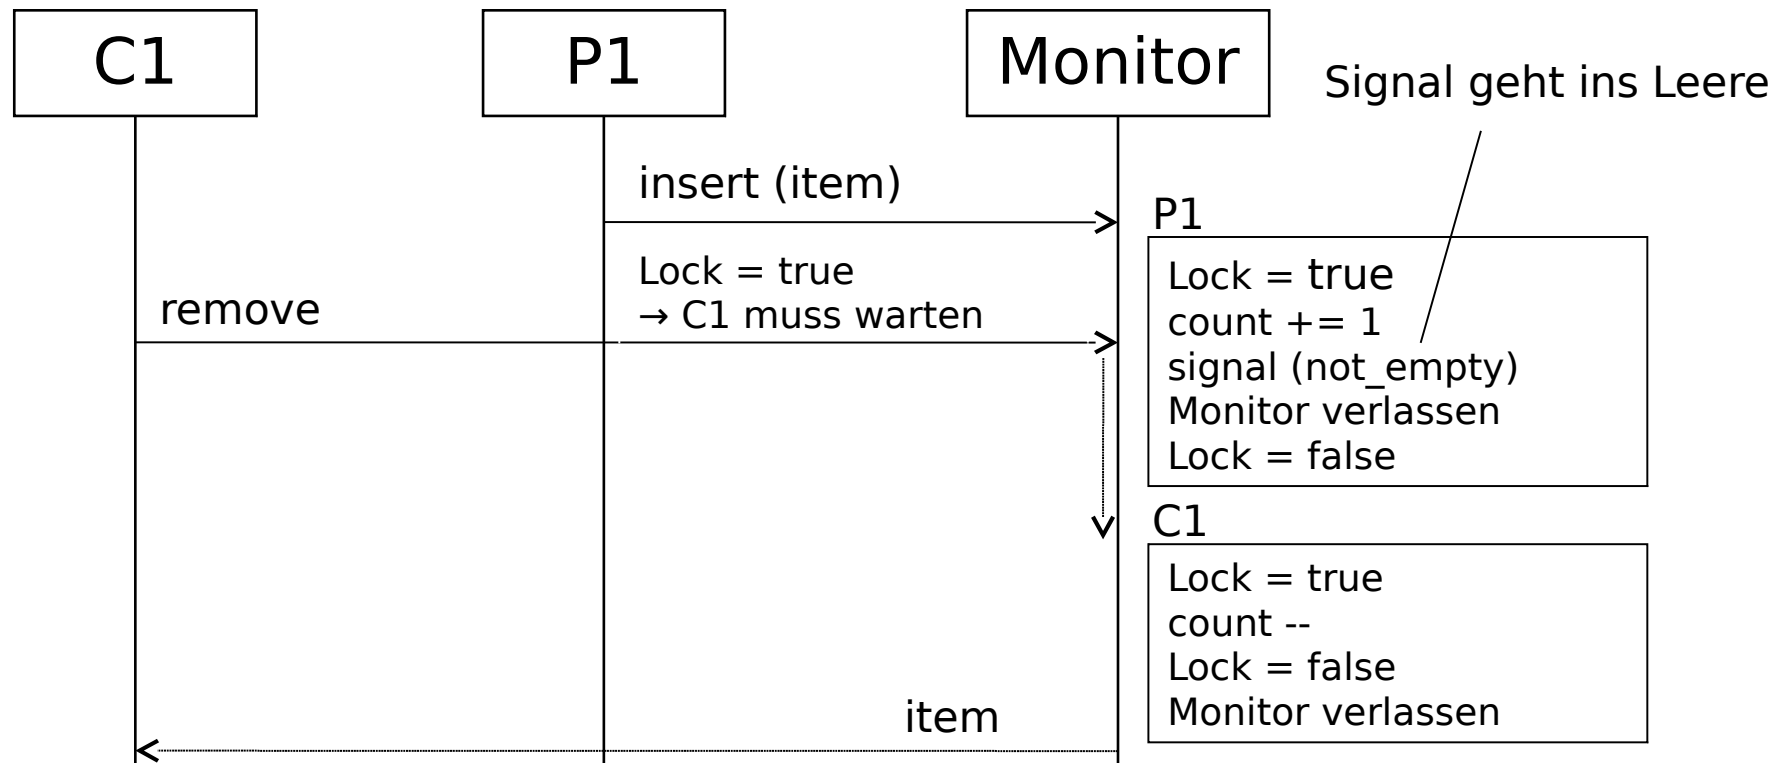 C1
P1
Monitor
Signal geht ins Leere
insert (item)
P1
Lock = true
→ C1 muss warten
remove
Lock = true
count += 1
signal (not_empty)
Monitor verlassen
Lock = false
C1
Lock = true
count --
Lock = false
Monitor verlassen
item